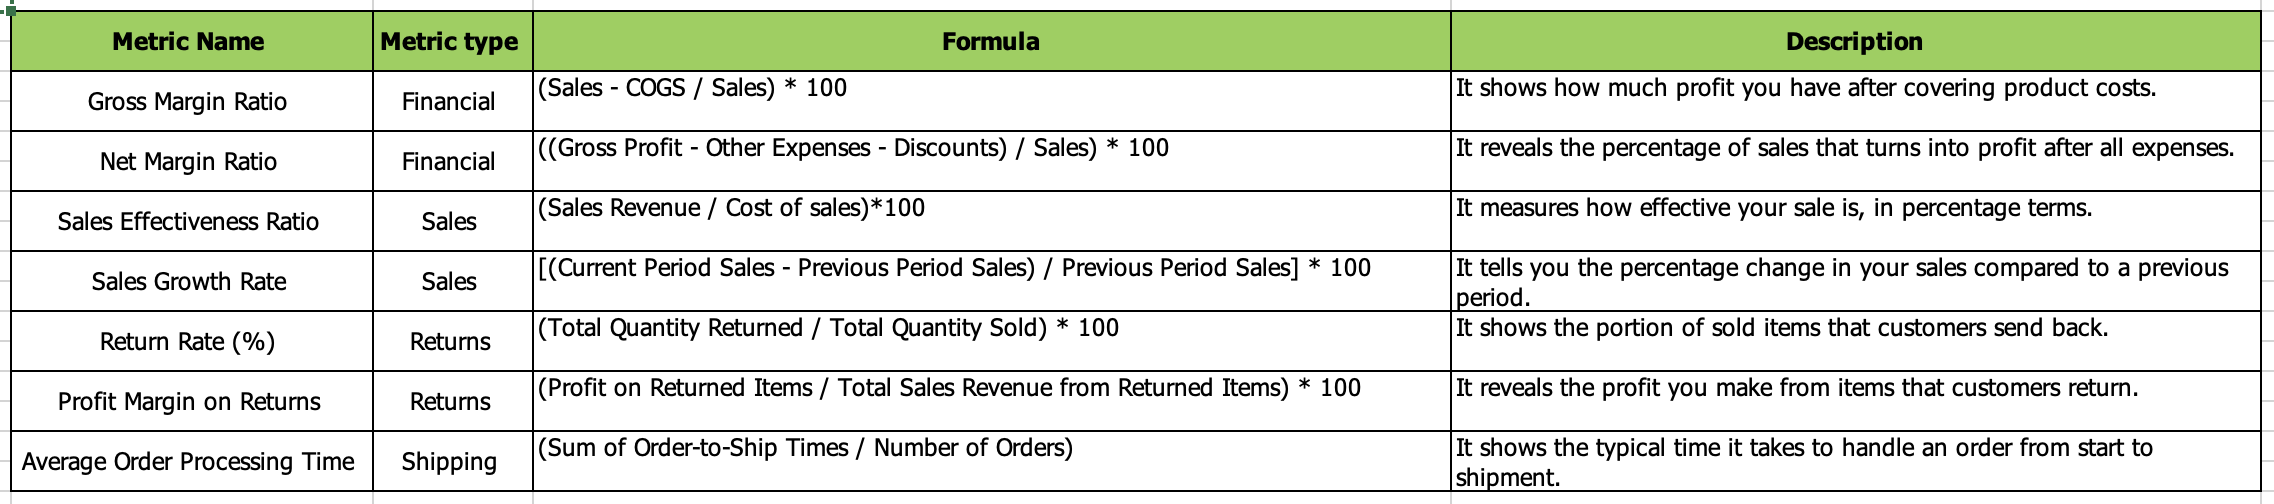 Metric Name Metric type Formula Description
Gross Margin Ratio Financial (Sales - COGS / Sales) * 100 It shows how much profit you have after covering product costs.
Net Margin Ratio Financial ((Gross Profit - Other Expenses - Discounts) / Sales) * 100 It reveals the percentage of sales that turns into profit after all expenses.
Sales Effectiveness Ratio Sales (Sales Revenue / Cost of sales)*100 It measures how effective your sale is, in percentage terms.
Sales Growth Rate Sales [(Current Period Sales - Previous Period Sales) / Previous Period Sales] * 100 It tells you the percentage change in your sales compared to a previous
period.
Return Rate (%) Returns (Total Quantity Returned / Total Quantity Sold) * 100 It shows the portion of sold items that customers send back.
Profit Margin on Returns Returns (Profit on Returned Items / Total Sales Revenue from Returned Items) * 100 It reveals the profit you make from items that customers return.
Average Order Processing Time Shipping (Sum of Order-to-Ship Times / Number of Orders) It shows the typical time it takes to handle an order from start to
shipment.